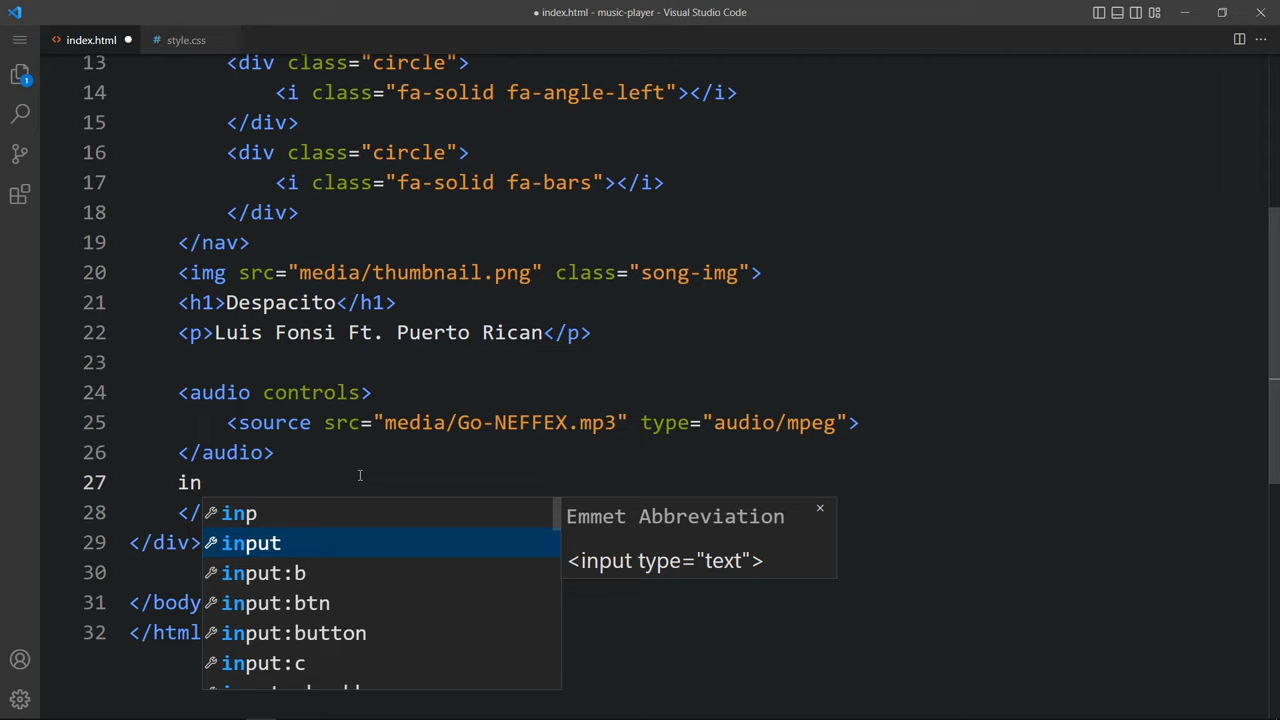 ● index.html - music-player - Visual Studio Code
<> index.html ●
# style.css
1
13 <div class="circle">
14 <i class="fa-solid fa-angle-left"></i>
15 </div>
16 <div class="circle">
17 <i class="fa-solid fa-bars"></i>
18 </div>
19 </nav>
20 <img src="media/thumbnail.png" class="song-img">
21 <h1>Despacito</h1>
22 <p>Luis Fonsi Ft. Puerto Rican</p>
23
24 <audio controls>
25 <source src="media/Go-NEFFEX.mp3" type="audio/mpeg">
26 </audio>
27 in
28 </
29 </div>
30
31 </body
32 </html
inp
input
input:b
input:btn
input:button
input:c
Emmet Abbreviation
<input type="text">